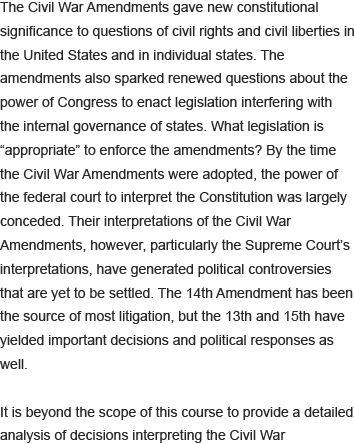 The Civil War Amendments gave new constitutional
significance to questions of civil rights and civil liberties in
the United States and in individual states. The
amendments also sparked renewed questions about the
power of Congress to enact legislation interfering with
the internal governance of states. What legislation is
“appropriate” to enforce the amendments? By the time
the Civil War Amendments were adopted, the power of
the federal court to interpret the Constitution was largely
conceded. Their interpretations of the Civil War
Amendments, however, particularly the Supreme Court’s
interpretations, have generated political controversies
that are yet to be settled. The 14th Amendment has been
the source of most litigation, but the 13th and 15th have
yielded important decisions and political responses as
well.
It is beyond the scope of this course to provide a detailed
analysis of decisions interpreting the Civil War